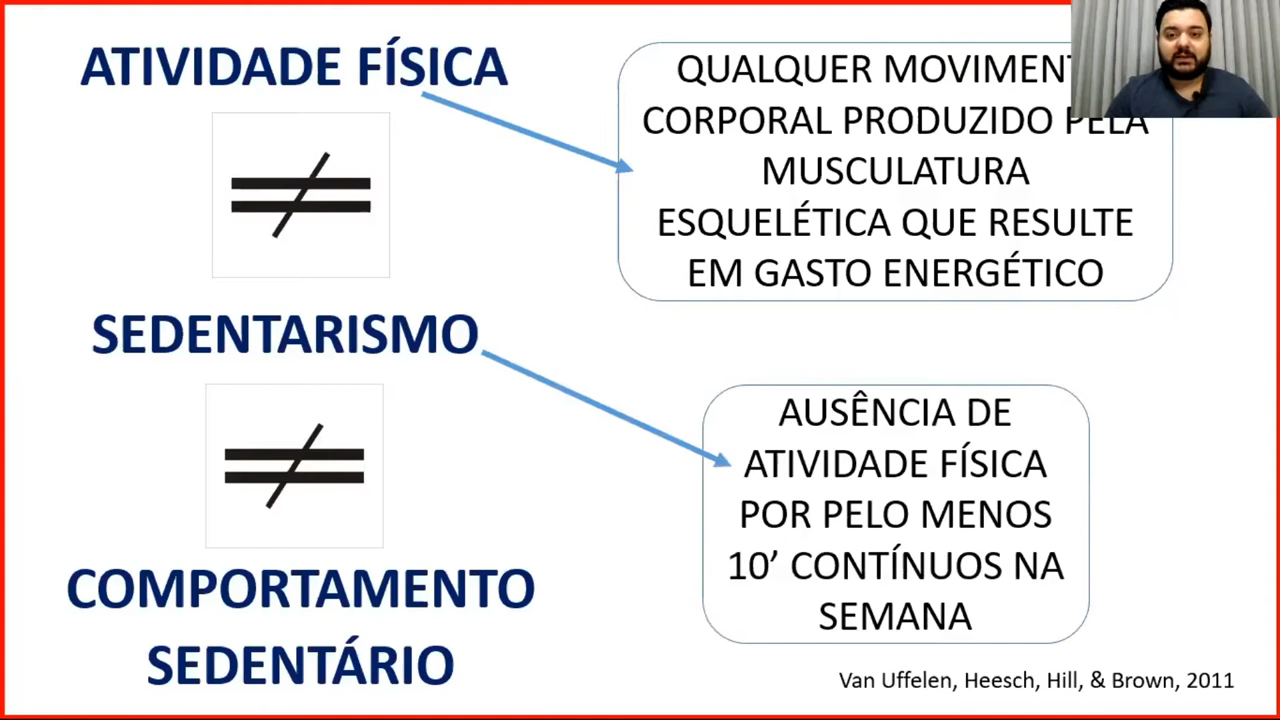 ATIVIDADE FÍSICA
QUALQUER MOVIMENT
CORPORAL PRODUZIDO PELA
MUSCULATURA
ESQUELÉTICA QUE RESULTE
EM GASTO ENERGÉTICO
SEDENTARISMO
AUSÊNCIA DE
ATIVIDADE FÍSICA
POR PELO MENOS
10’ CONTÍNUOS NA
SEMANA
COMPORTAMENTO
SEDENTÁRIO
Van Uffelen, Heesch, Hill, & Brown, 2011